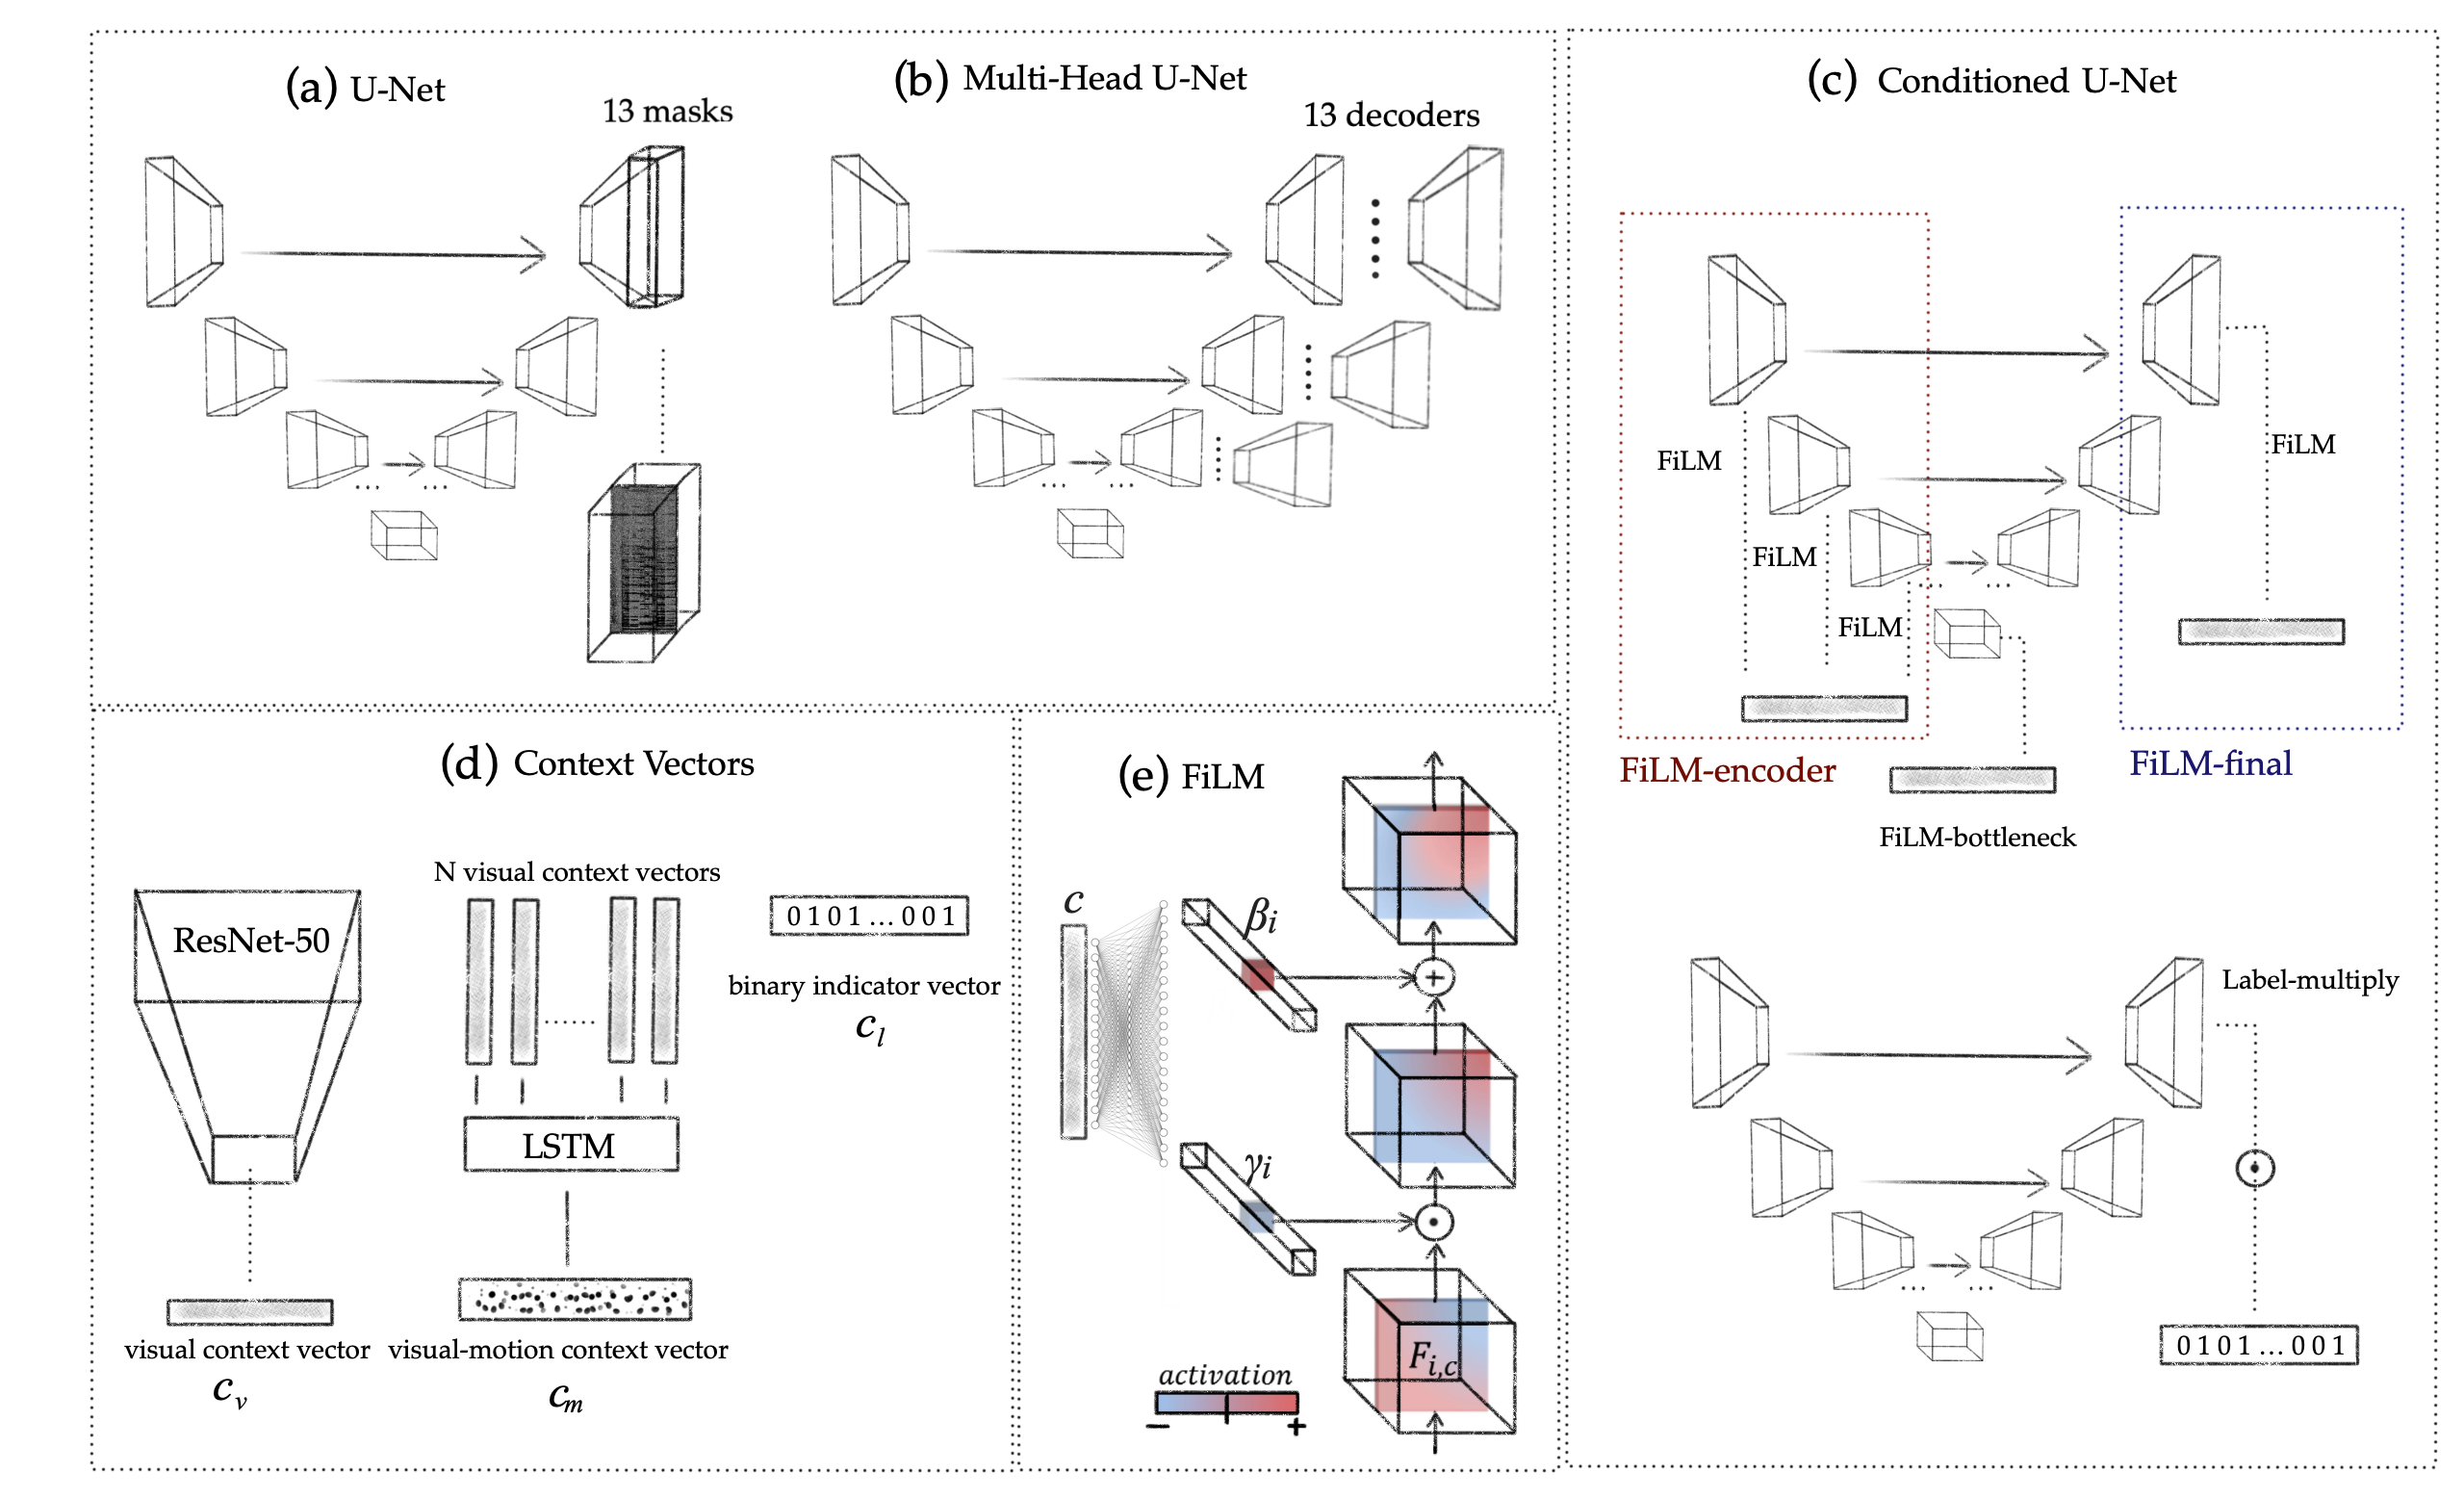 (a) U-Net
13 masks
(b) Multi-Head U-Net
13 decoders
(c) Conditioned U-Net
FiLM
FiLM
FiLM
FiLM
FiLM-encoder
FiLM-final
FiLM-bottleneck
Label-multiply
0 1 0 1 ... 0 0 1
(d) Context Vectors
ResNet-50
N visual context vectors
LSTM
0 1 0 1 ... 0 0 1
binary indicator vector
c_l
visual context vector
c_v
visual-motion context vector
c_m
(e) FiLM
c
β_i
γ_i
F_{i,c}
activation
− +